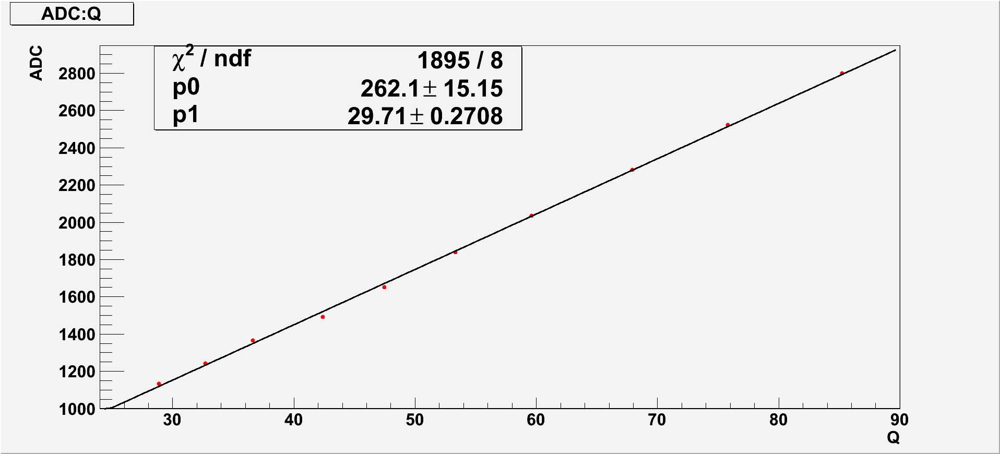 ADC:Q
ADC
χ2 / ndf 1895 / 8
p0 262.1 ± 15.15
p1 29.71 ± 0.2708
2800
2600
2400
2200
2000
1800
1600
1400
1200
1000
30 40 50 60 70 80 90
Q